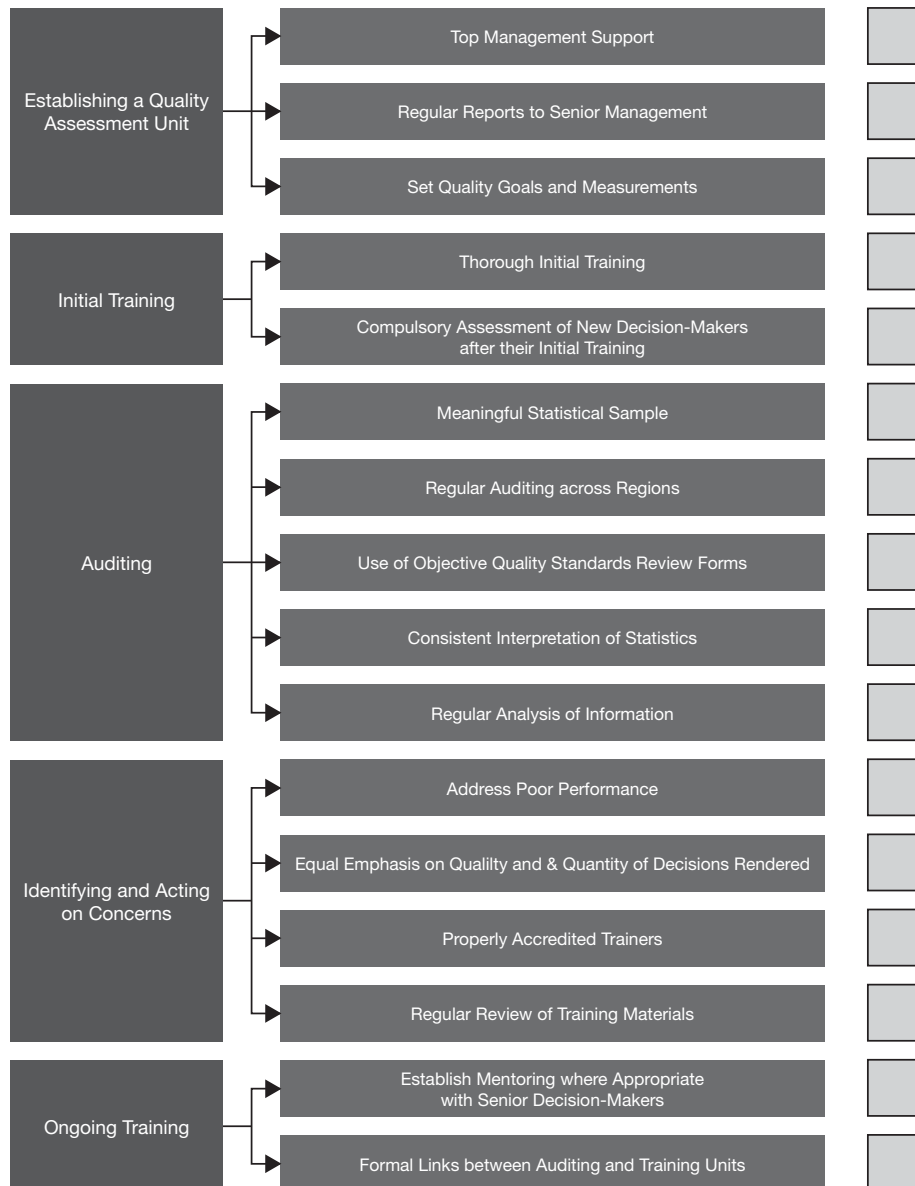 Establishing a Quality
Assessment Unit
Top Management Support
Regular Reports to Senior Management
Set Quality Goals and Measurements
Initial Training
Thorough Initial Training
Compulsory Assessment of New Decision-Makers
after their Initial Training
Auditing
Meaningful Statistical Sample
Regular Auditing across Regions
Use of Objective Quality Standards Review Forms
Consistent Interpretation of Statistics
Regular Analysis of Information
Identifying and Acting
on Concerns
Address Poor Performance
Equal Emphasis on Qualilty and & Quantity of Decisions Rendered
Properly Accredited Trainers
Regular Review of Training Materials
Ongoing Training
Establish Mentoring where Appropriate
with Senior Decision-Makers
Formal Links between Auditing and Training Units